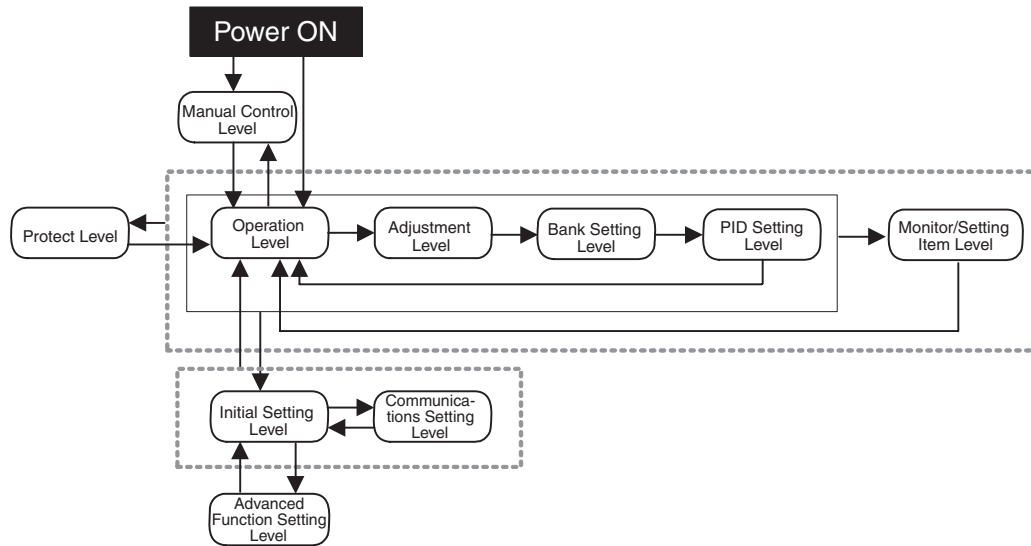 Power ON
Manual Control
Level
Protect Level
Operation
Level
Adjustment
Level
Bank Setting
Level
PID Setting
Level
Monitor/Setting
Item Level
Initial Setting
Level
Communica-
tions Setting
Level
Advanced
Function Setting
Level